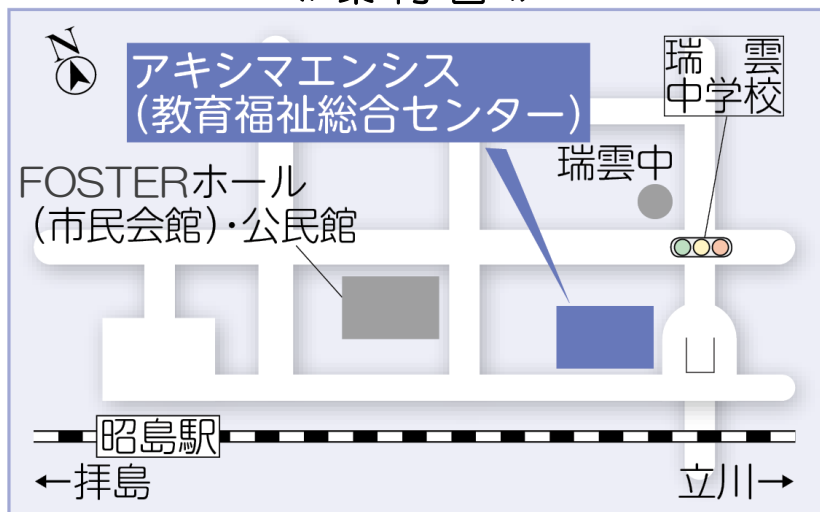 N
アキシマエンシス
(教育福祉総合センター)
瑞雲
中学校
瑞雲中
FOSTERホール
(市民会館)・公民館
昭島駅
←拝島
立川→